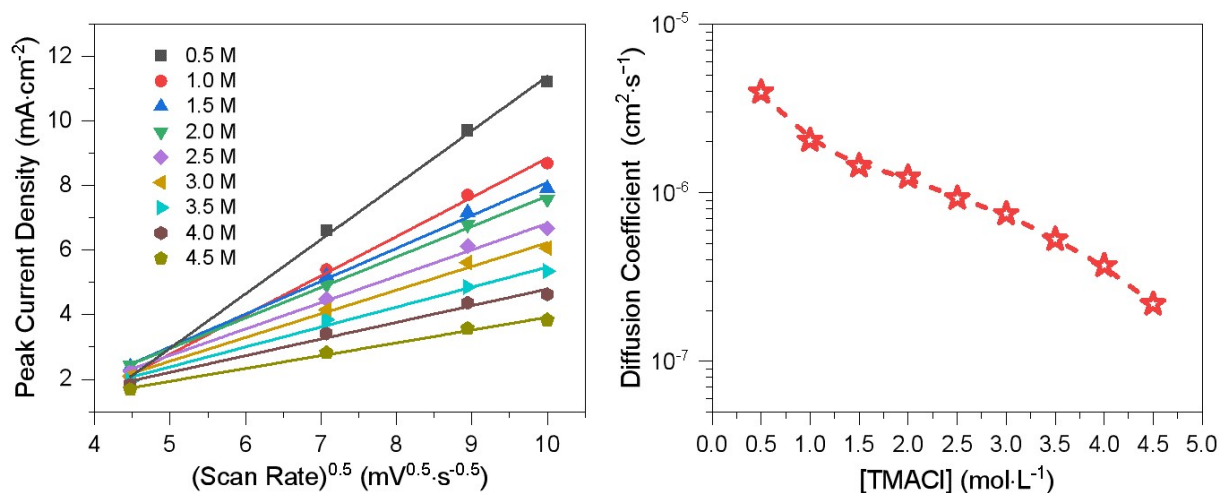 Peak Current Density (mA·cm⁻²)
12
10
8
6
4
2
0.5 M
1.0 M
1.5 M
2.0 M
2.5 M
3.0 M
3.5 M
4.0 M
4.5 M
4 5 6 7 8 9 10
(Scan Rate)⁰·⁵ (mV⁰·⁵·s⁻⁰·⁵)
Diffusion Coefficient (cm²·s⁻¹)
10⁻⁵
10⁻⁶
10⁻⁷
0.0 0.5 1.0 1.5 2.0 2.5 3.0 3.5 4.0 4.5 5.0
[TMACl] (mol·L⁻¹)